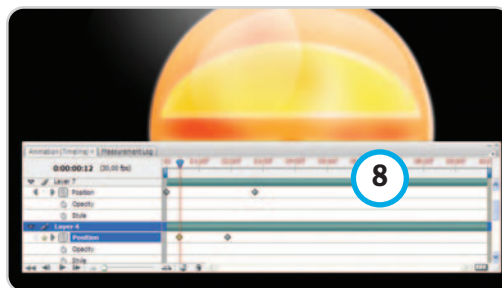 Animation (Timeline) × Measurement Log
0:00:00:12 (30,00 fps)
Layer 7
Position
Opacity
Style
Layer 4
Position
Opacity
Style
8